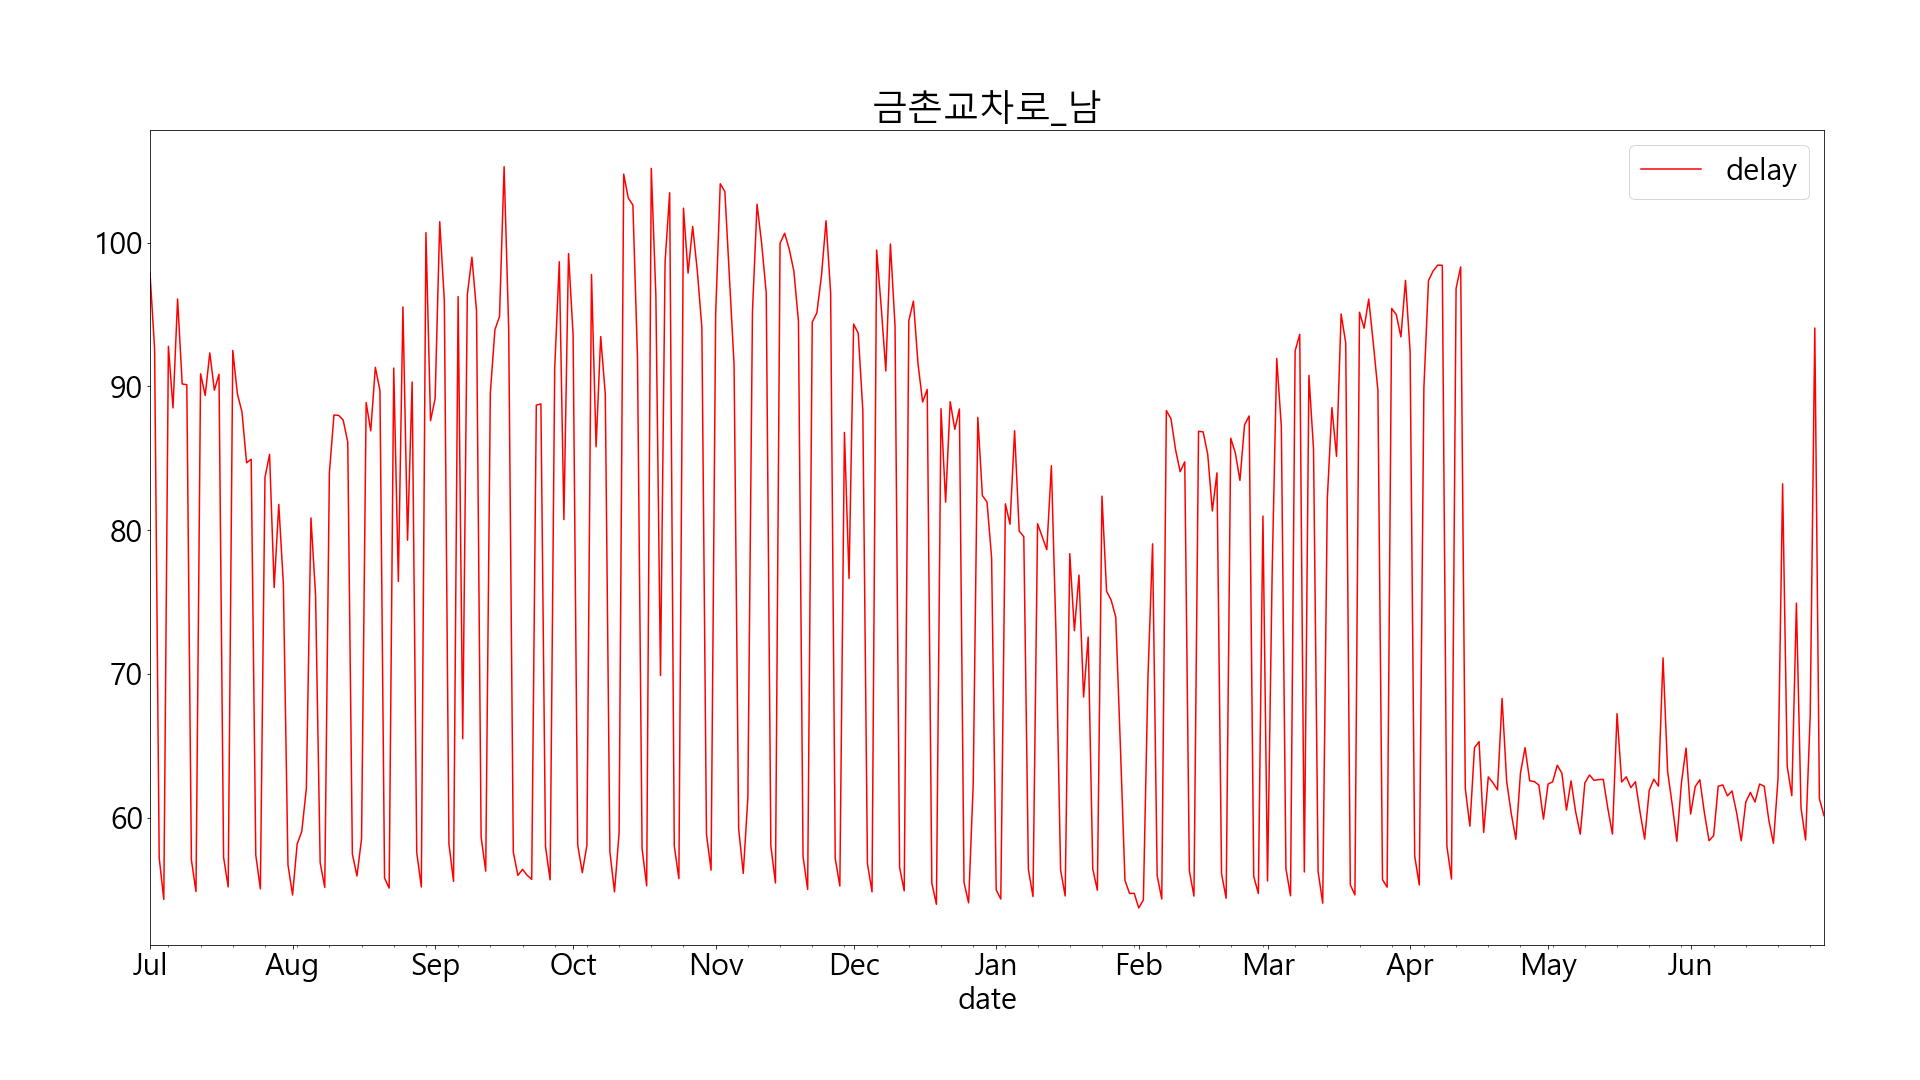 금촌교차로_남
delay
100
90
80
70
60
Jul Aug Sep Oct Nov Dec Jan Feb Mar Apr May Jun
date